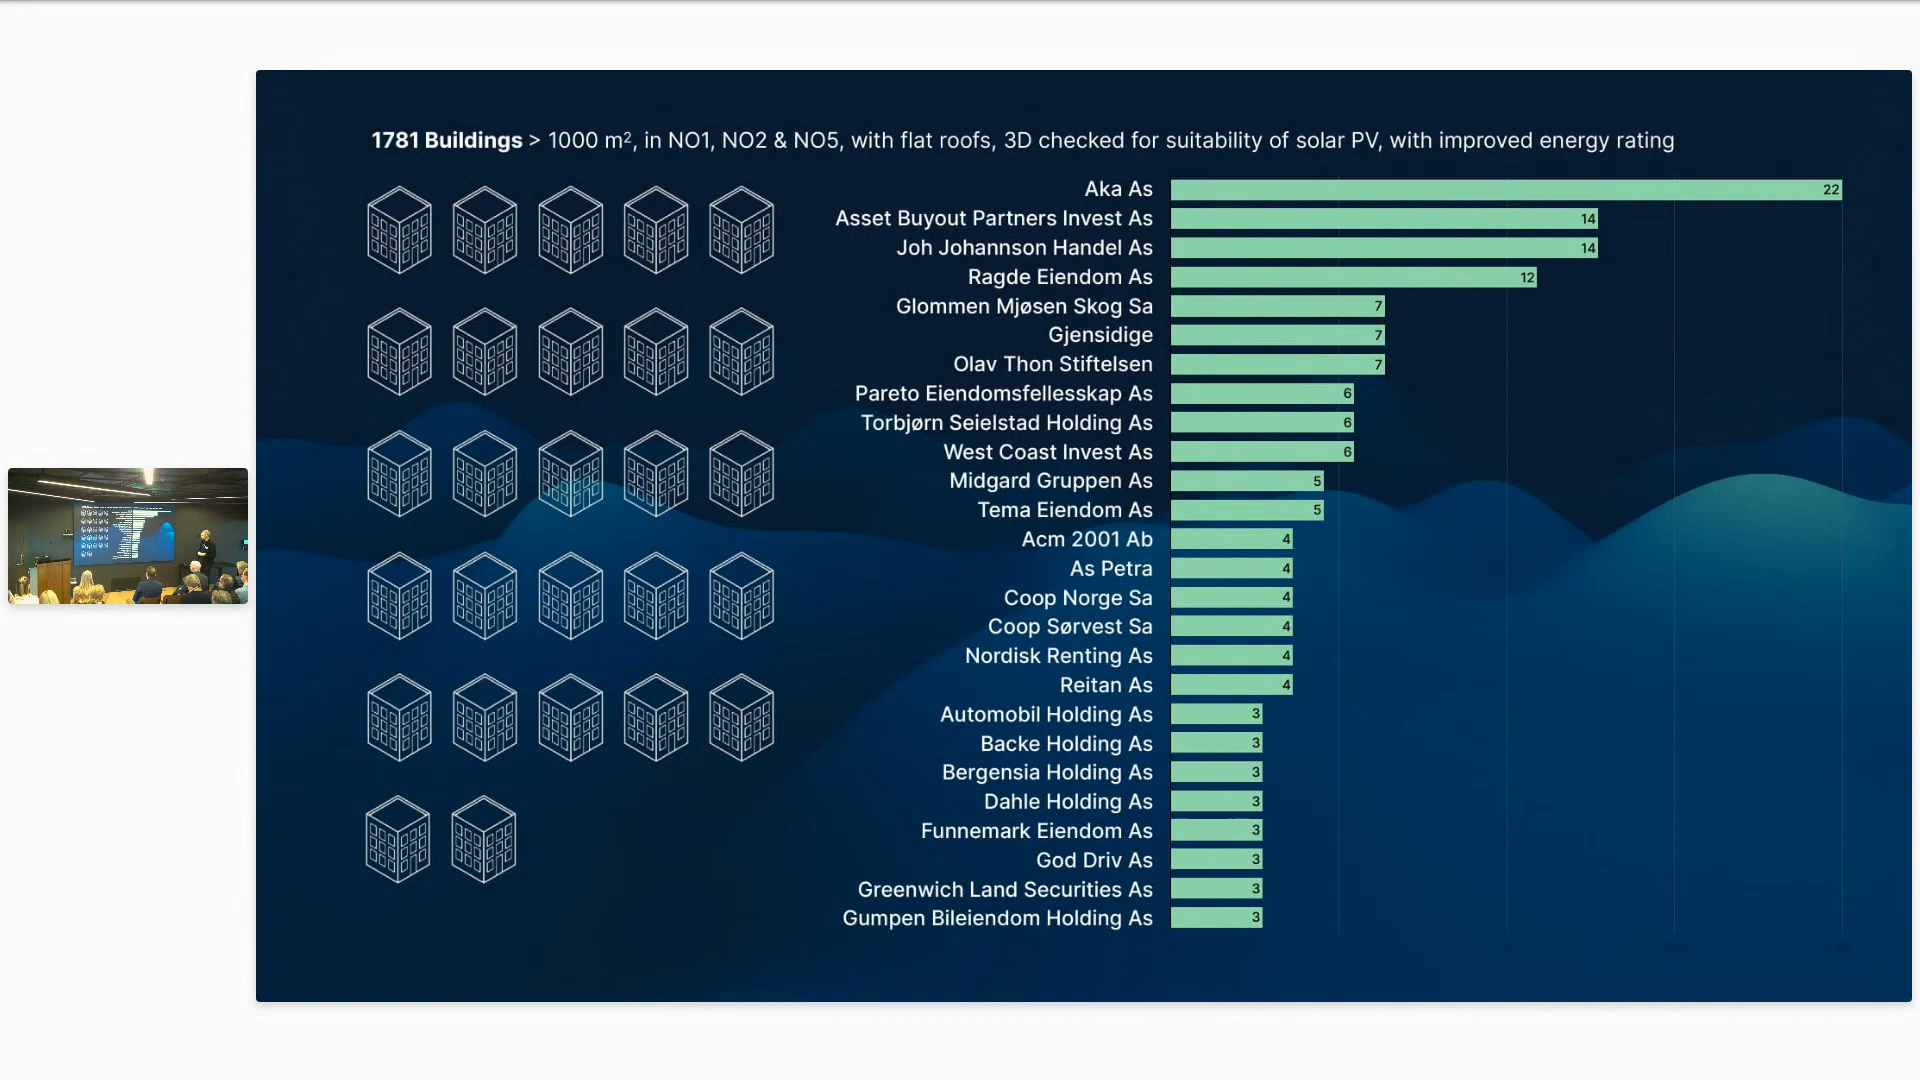 1781 Buildings > 1000 m², in NO1, NO2 & NO5, with flat roofs, 3D checked for suitability of solar PV, with improved energy rating
Aka As 22
Asset Buyout Partners Invest As 14
Joh Johannson Handel As 14
Ragde Eiendom As 12
Glommen Mjøsen Skog Sa 7
Gjensidige 7
Olav Thon Stiftelsen 7
Pareto Eiendomsfellesskap As 6
Torbjørn Seielstad Holding As 6
West Coast Invest As 6
Midgard Gruppen As 5
Tema Eiendom As 5
Acm 2001 Ab 4
As Petra 4
Coop Norge Sa 4
Coop Sørvest Sa 4
Nordisk Renting As 4
Reitan As 4
Automobil Holding As 3
Backe Holding As 3
Bergensia Holding As 3
Dahle Holding As 3
Funnemark Eiendom As 3
God Driv As 3
Greenwich Land Securities As 3
Gumpen Bileiendom Holding As 3